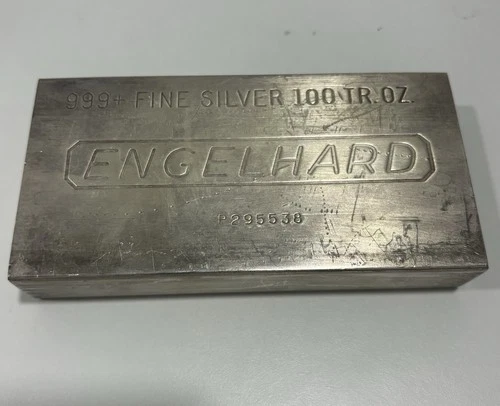 999+ FINE SILVER 100 TR. OZ.
ENGELHARD
P295538